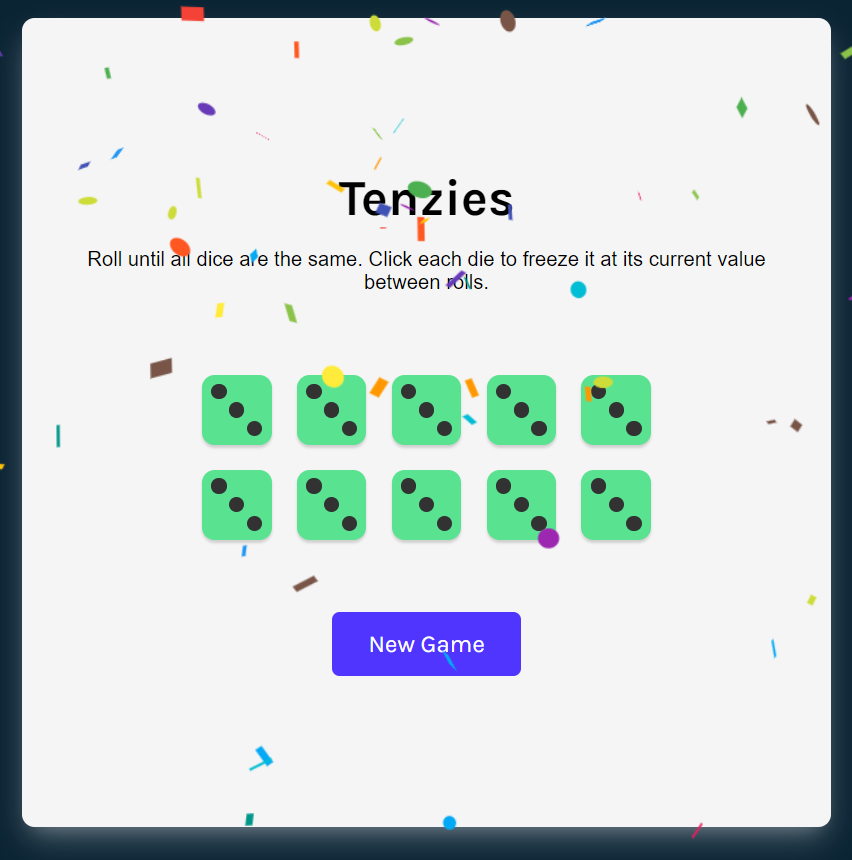 Tenzies
Roll until all dice are the same. Click each die to freeze it at its current value
between rolls.
New Game